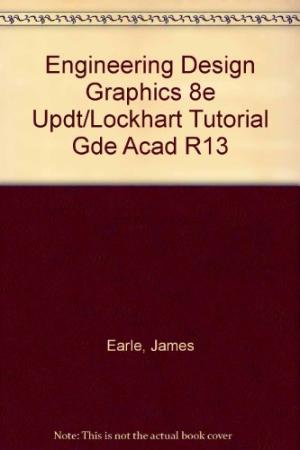 Engineering Design
Graphics 8e
Updt/Lockhart Tutorial
Gde Acad R13
Earle, James
Note: This is not the actual book cover